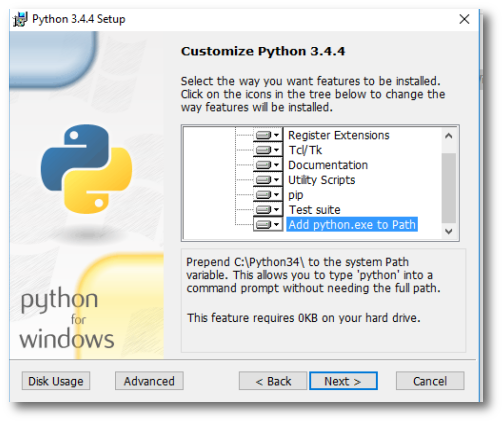 Python 3.4.4 Setup
Customize Python 3.4.4
Select the way you want features to be installed.
Click on the icons in the tree below to change the
way features will be installed.
Register Extensions
Tcl/Tk
Documentation
Utility Scripts
pip
Test suite
Add python.exe to Path
Prepend C:\Python34\ to the system Path
variable. This allows you to type 'python' into a
command prompt without needing the full path.
This feature requires 0KB on your hard drive.
python
for
windows
Disk Usage
Advanced
< Back
Next >
Cancel